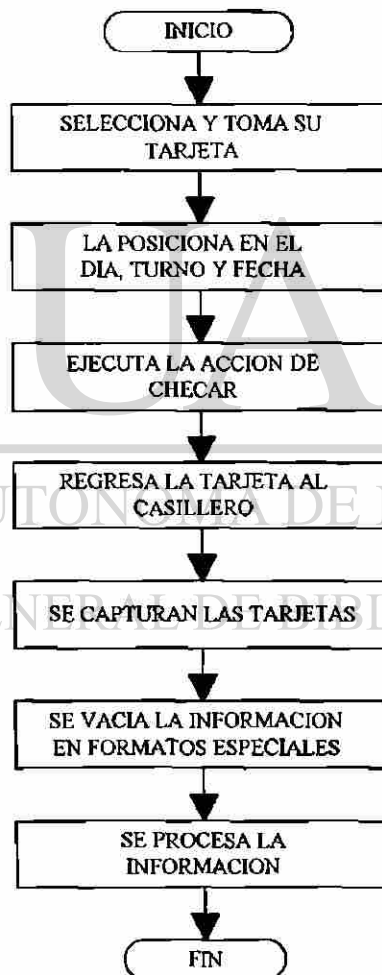 INICIO
SELECCIONA Y TOMA SU
TARJETA
LA POSICIONA EN EL
DIA, TURNO Y FECHA
EJECUTA LA ACCION DE
CHECAR
REGRESA LA TARJETA AL
CASILLERO
SE CAPTURAN LAS TARJETAS
SE VACIA LA INFORMACION
EN FORMATOS ESPECIALES
SE PROCESA LA
INFORMACION
FIN